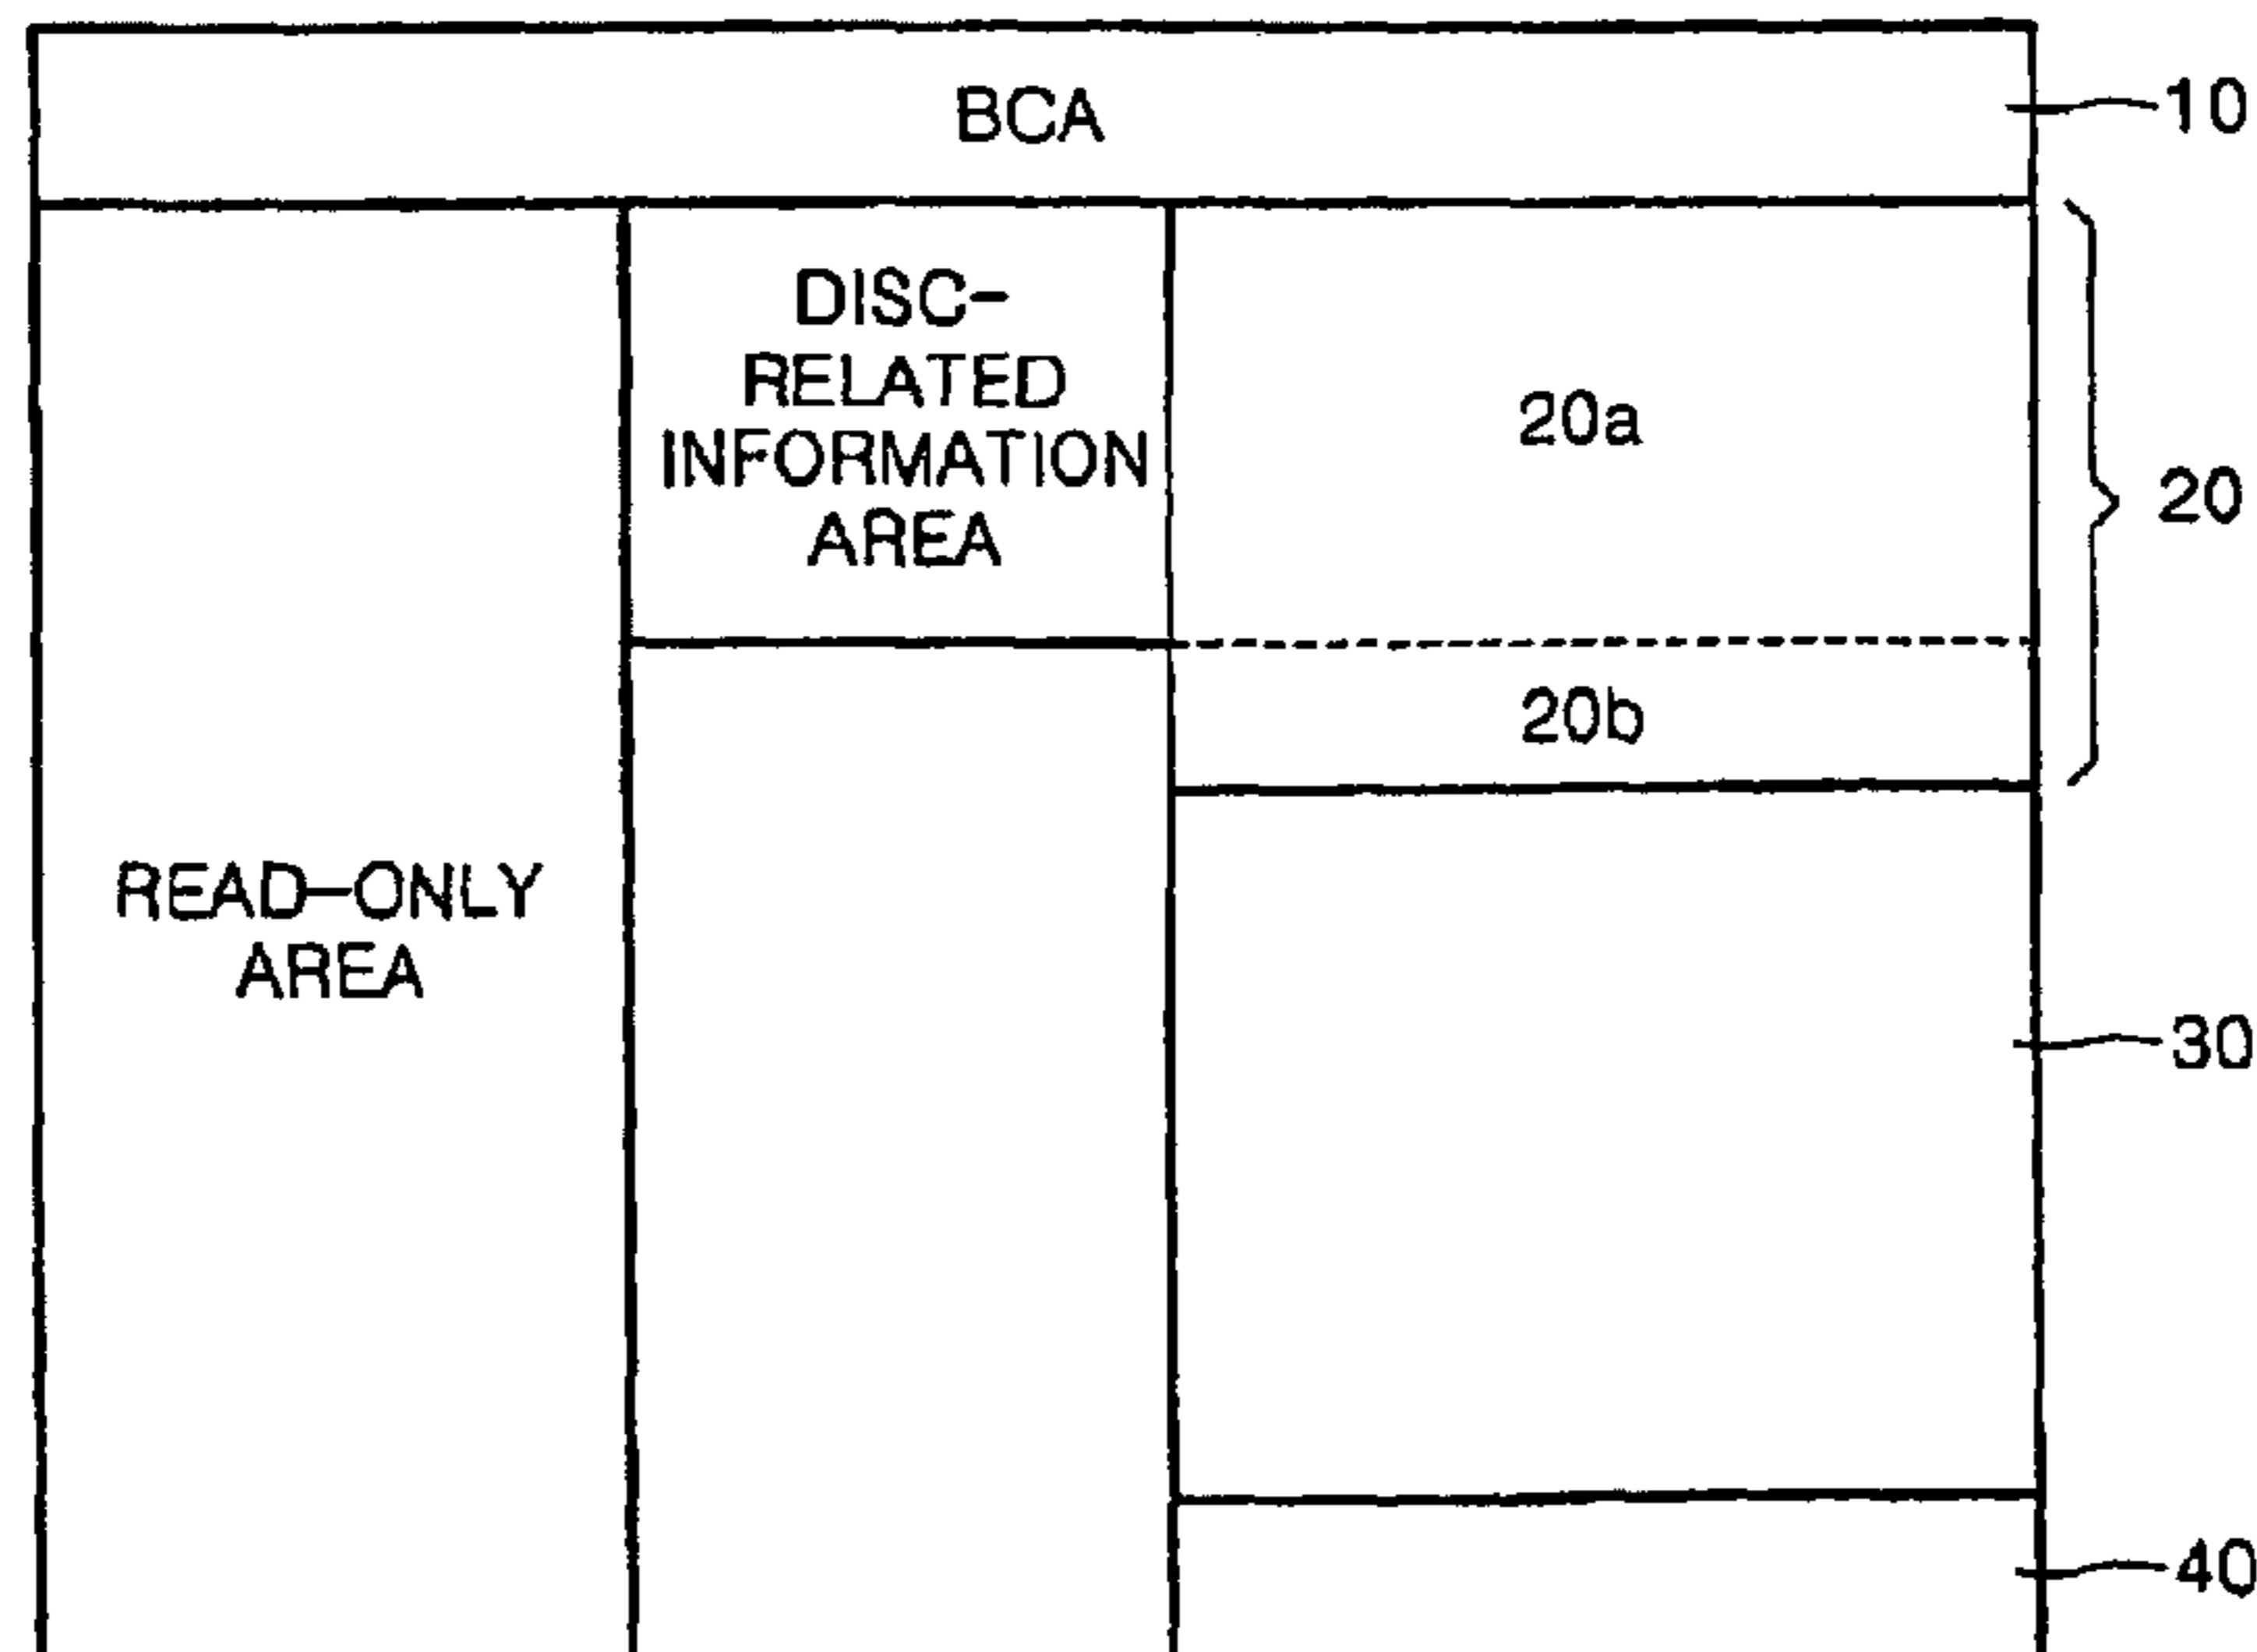 BCA
10
DISC-
RELATED
INFORMATION
AREA
20a
20
20b
READ-ONLY
AREA
30
40